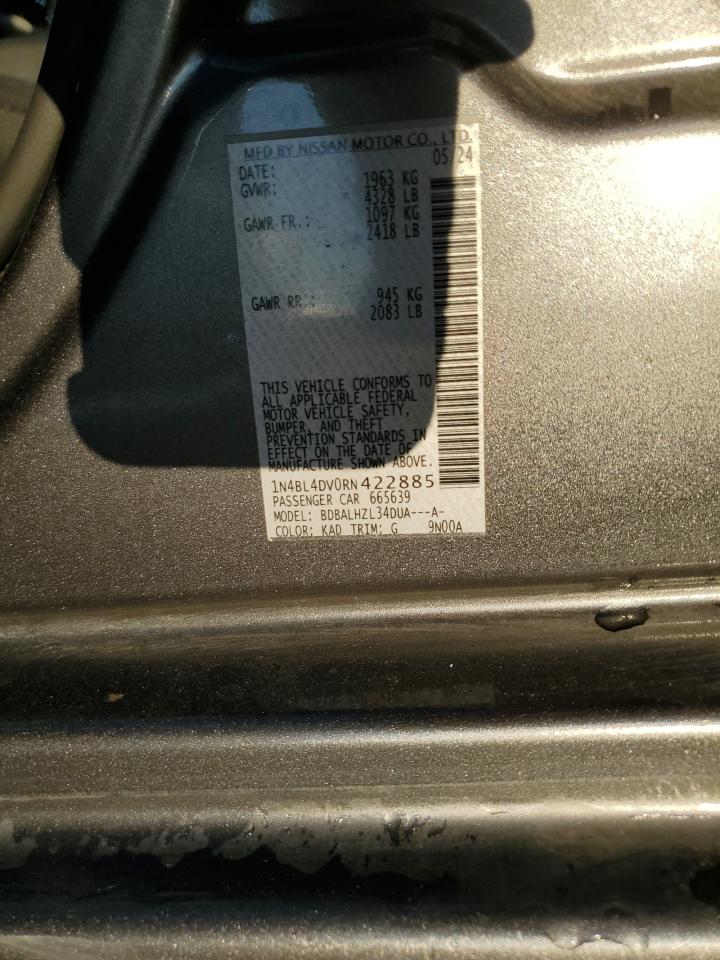 MFD BY NISSAN MOTOR CO., LTD.
DATE: 05/24
GVWR: 1963 KG
4328 LB
GAWR FR.: 1097 KG
2418 LB
GAWR RR.: 945 KG
2083 LB
THIS VEHICLE CONFORMS TO
ALL APPLICABLE FEDERAL
MOTOR VEHICLE SAFETY,
BUMPER, AND THEFT
PREVENTION STANDARDS IN
EFFECT ON THE DATE OF
MANUFACTURE SHOWN ABOVE.
1N4BL4DV0RN422885
PASSENGER CAR 665639
MODEL: BDBALHZL34DUA---A-
COLOR: KAD TRIM: G 9N00A